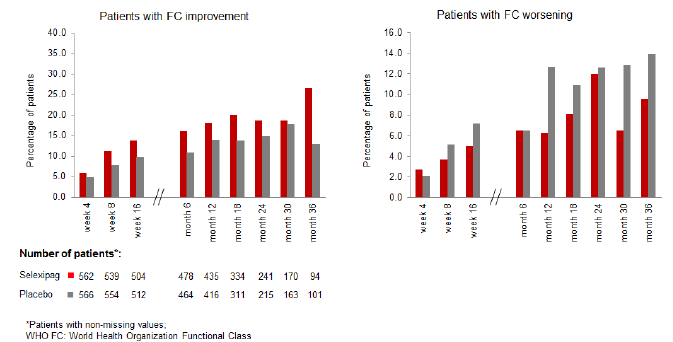 Patients with FC improvement
Percentage of patients
40.0
35.0
30.0
25.0
20.0
15.0
10.0
5.0
0.0
week 4
week 8
week 16
//
month 6
month 12
month 18
month 24
month 30
month 36
Patients with FC worsening
Percentage of patients
16.0
14.0
12.0
10.0
8.0
6.0
4.0
2.0
0.0
week 4
week 8
week 16
//
month 6
month 12
month 18
month 24
month 30
month 36
Number of patients*:
Selexipag 562 539 504 478 435 334 241 170 94
Placebo 566 554 512 464 416 311 215 163 101
*Patients with non-missing values;
WHO FC: World Health Organization Functional Class